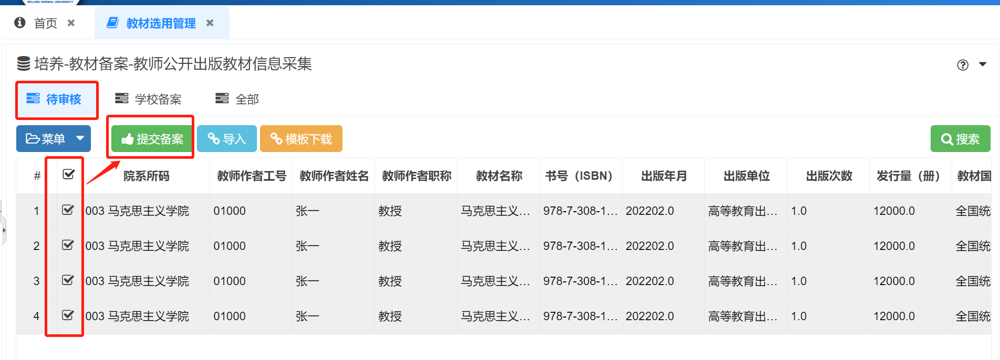 BEIJING NORMAL UNIVERSITY
首页 教材选用管理
培养-教材备案-教师公开出版教材信息采集
待审核 学校备案 全部
菜单 提交备案 导入 模板下载 搜索
# 院系所码 教师作者工号 教师作者姓名 教师作者职称 教材名称 书号（ISBN） 出版年月 出版单位 出版次数 发行量（册） 教材国
1 003 马克思主义学院 01000 张一 教授 马克思主义… 978-7-308-1… 202202.0 高等教育出… 1.0 12000.0 全国统
2 003 马克思主义学院 01000 张一 教授 马克思主义… 978-7-308-1… 202202.0 高等教育出… 1.0 12000.0 全国统
3 003 马克思主义学院 01000 张一 教授 马克思主义… 978-7-308-1… 202202.0 高等教育出… 1.0 12000.0 全国统
4 003 马克思主义学院 01000 张一 教授 马克思主义… 978-7-308-1… 202202.0 高等教育出… 1.0 12000.0 全国统